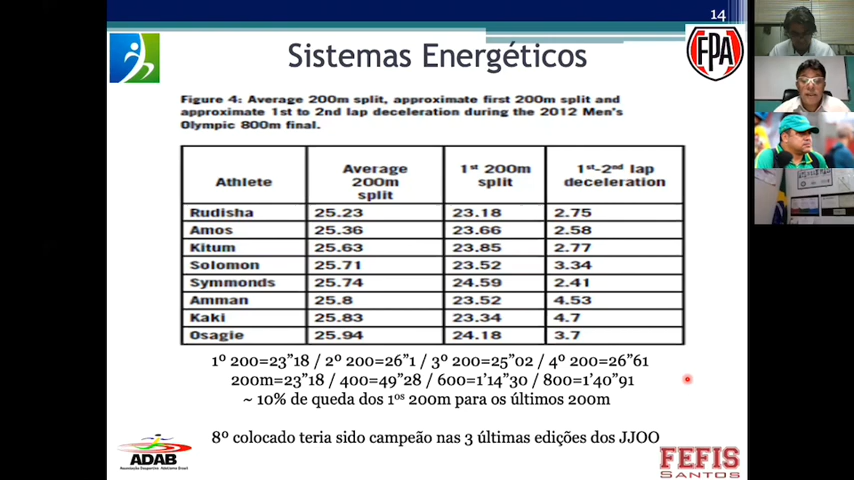 14
Sistemas Energéticos
FPA
Figure 4: Average 200m split, approximate first 200m split and
approximate 1st to 2nd lap deceleration during the 2012 Men's
Olympic 800m final.
Athlete Average 200m split 1st 200m split 1st-2nd lap deceleration
Rudisha 25.23 23.18 2.75
Amos 25.36 23.66 2.58
Kitum 25.63 23.85 2.77
Solomon 25.71 23.52 3.34
Symmonds 25.74 24.59 2.41
Amman 25.8 23.52 4.53
Kaki 25.83 23.34 4.7
Osagie 25.94 24.18 3.7
1º 200=23”18 / 2º 200=26”1 / 3º 200=25”02 / 4º 200=26”61
200m=23”18 / 400=49”28 / 600=1’14”30 / 800=1’40”91
~ 10% de queda dos 1os 200m para os últimos 200m
8º colocado teria sido campeão nas 3 últimas edições dos JJOO
ADAB
FEFIS
SANTOS